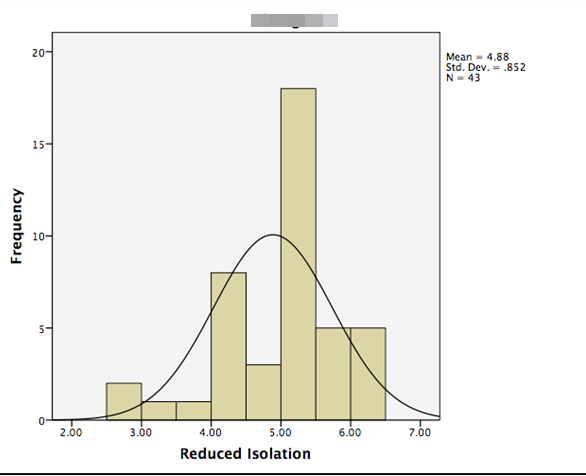 Mean = 4.88
Std. Dev. = .852
N = 43
20
15
10
5
0
Frequency
2.00 3.00 4.00 5.00 6.00 7.00
Reduced Isolation